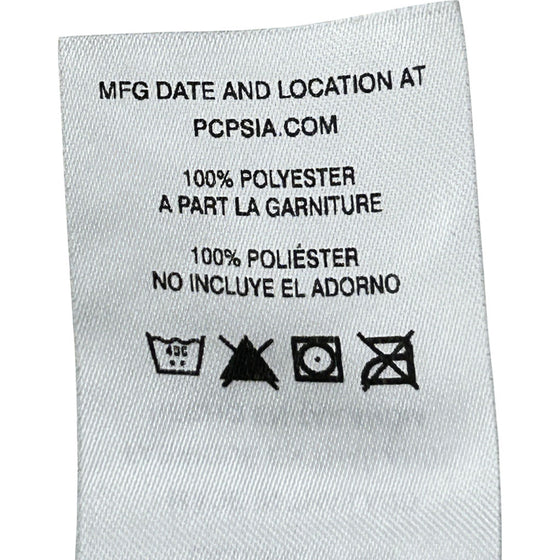 MFG DATE AND LOCATION AT
PCPSIA.COM
100% POLYESTER
A PART LA GARNITURE
100% POLIÉSTER
NO INCLUYE EL ADORNO